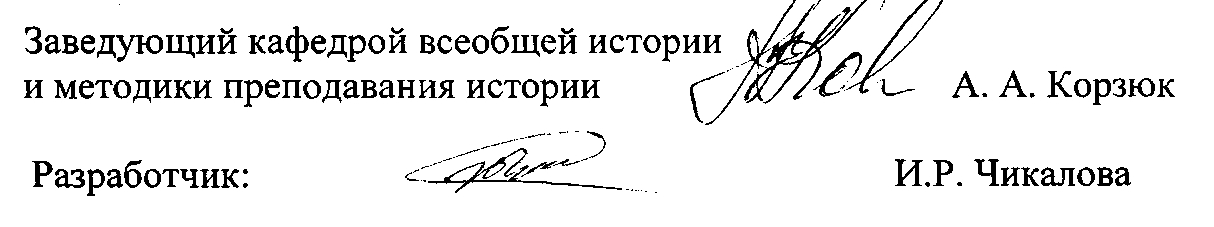 Заведующий кафедрой всеобщей истории
и методики преподавания истории А. А. Корзюк
Разработчик: И.Р. Чикалова